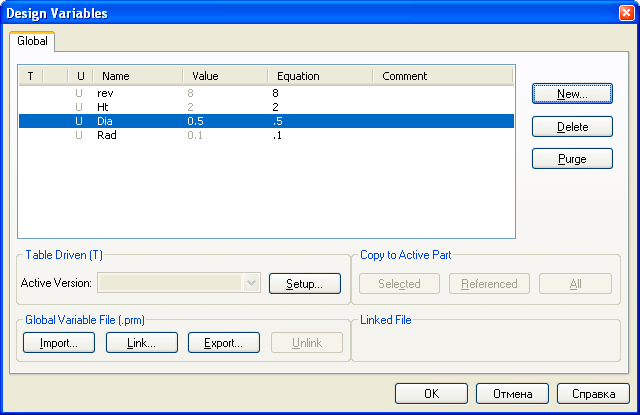 Design Variables
Global
T U Name Value Equation Comment
U rev 8 8
U Ht 2 2
U Dia 0.5 .5
U Rad 0.1 .1
New...
Delete
Purge
Table Driven (T)
Active Version: Setup...
Copy to Active Part
Selected Referenced All
Global Variable File (.prm)
Import... Link... Export... Unlink
Linked File
OK Отмена Справка